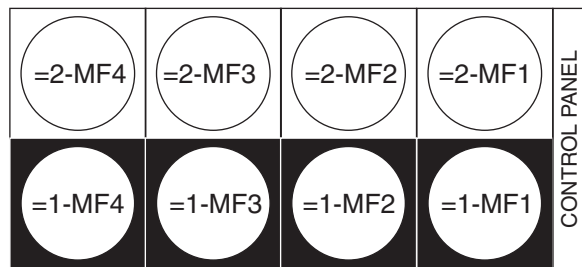 =2-MF4 =2-MF3 =2-MF2 =2-MF1
=1-MF4 =1-MF3 =1-MF2 =1-MF1
CONTROL PANEL